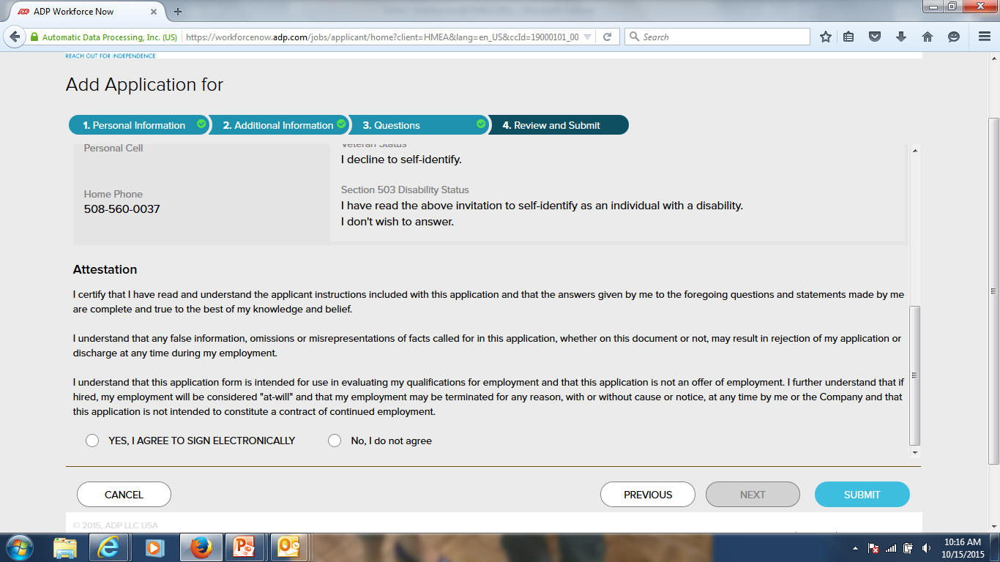 ADP Workforce Now
Automatic Data Processing, Inc. (US)
https://workforcenow.adp.com/jobs/applicant/home?client=HMEA&lang=en_US&ccId=19000101_00
Search
REACH OUT FOR INDEPENDENCE
Add Application for
1. Personal Information
2. Additional Information
3. Questions
4. Review and Submit
Personal Cell
Veteran Status
I decline to self-identify.
Home Phone
508-560-0037
Section 503 Disability Status
I have read the above invitation to self-identify as an individual with a disability.
I don't wish to answer.
Attestation
I certify that I have read and understand the applicant instructions included with this application and that the answers given by me to the foregoing questions and statements made by me
are complete and true to the best of my knowledge and belief.
I understand that any false information, omissions or misrepresentations of facts called for in this application, whether on this document or not, may result in rejection of my application or
discharge at any time during my employment.
I understand that this application form is intended for use in evaluating my qualifications for employment and that this application is not an offer of employment. I further understand that if
hired, my employment will be considered "at-will" and that my employment may be terminated for any reason, with or without cause or notice, at any time by me or the Company and that
this application is not intended to constitute a contract of continued employment.
YES, I AGREE TO SIGN ELECTRONICALLY
No, I do not agree
CANCEL
PREVIOUS
NEXT
SUBMIT
© 2015, ADP LLC USA
10:16 AM
10/15/2015